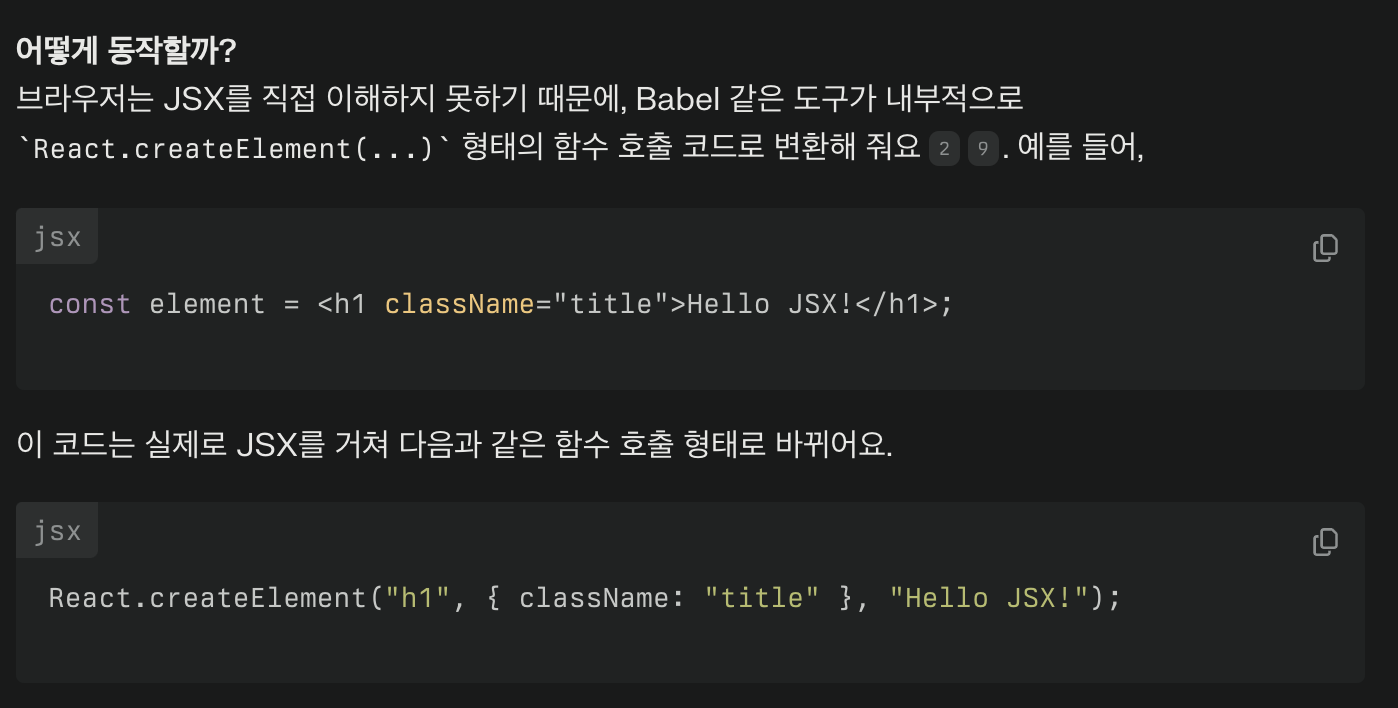 어떻게 동작할까?
브라우저는 JSX를 직접 이해하지 못하기 때문에, Babel 같은 도구가 내부적으로
`React.createElement(...)` 형태의 함수 호출 코드로 변환해 줘요 2 9. 예를 들어,
jsx
const element = <h1 className="title">Hello JSX!</h1>;
이 코드는 실제로 JSX를 거쳐 다음과 같은 함수 호출 형태로 바뀌어요.
jsx
React.createElement("h1", { className: "title" }, "Hello JSX!");